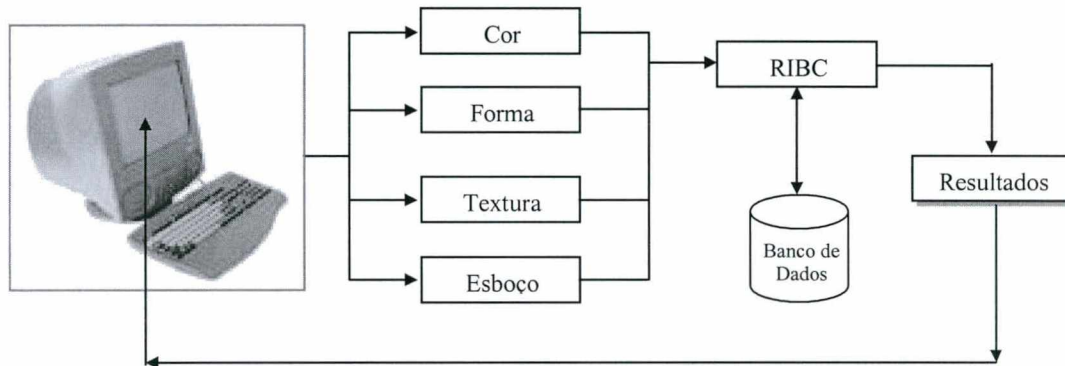 Cor
Forma
Textura
Esboço
RIBC
Banco de
Dados
Resultados